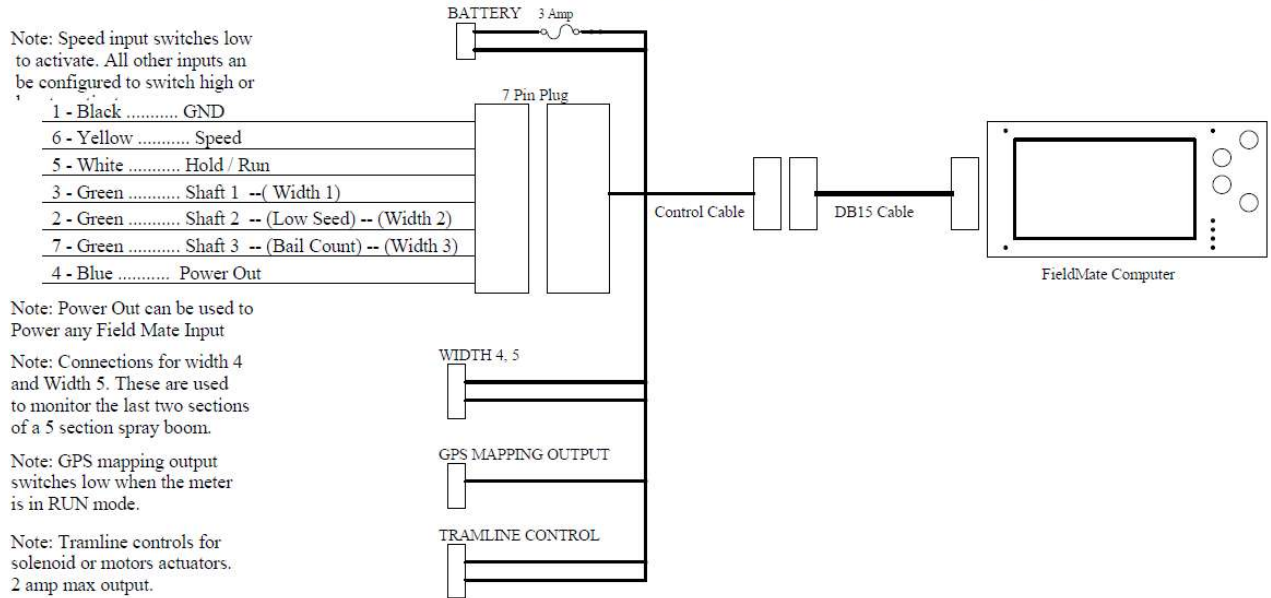 BATTERY 3 Amp
Note: Speed input switches low
to activate. All other inputs an
be configured to switch high or
7 Pin Plug
1 - Black ........... GND
6 - Yellow ........... Speed
5 - White ........... Hold / Run
3 - Green ........... Shaft 1 --( Width 1)
2 - Green ........... Shaft 2 -- (Low Seed) -- (Width 2)
7 - Green ........... Shaft 3 -- (Bail Count) -- (Width 3)
4 - Blue ........... Power Out
Control Cable
DB15 Cable
FieldMate Computer
Note: Power Out can be used to
Power any Field Mate Input
WIDTH 4, 5
Note: Connections for width 4
and Width 5. These are used
to monitor the last two sections
of a 5 section spray boom.
GPS MAPPING OUTPUT
Note: GPS mapping output
switches low when the meter
is in RUN mode.
TRAMLINE CONTROL
Note: Tramline controls for
solenoid or motors actuators.
2 amp max output.